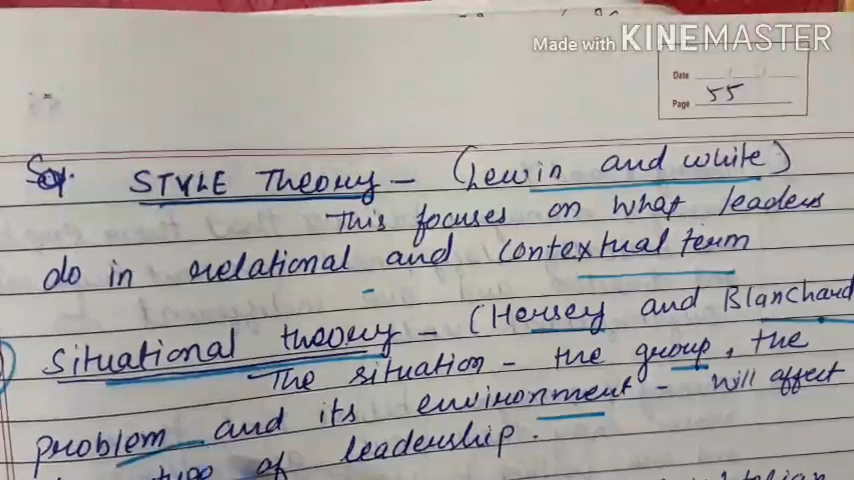 Made with KINEMASTER
Date
Page 55
STYLE Theory - (Lewin and white)
This focuses on what leaders
do in relational and contextual term
Situational theory - (Hersey and Blanchard
The situation - the group, the
problem and its environment - will affect
type of leadership.